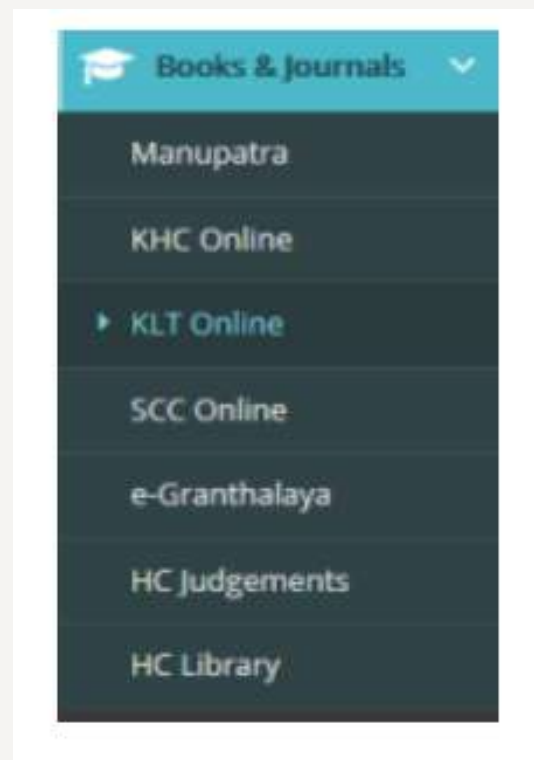 Books & Journals
Manupatra
KHC Online
KLT Online
SCC Online
e-Granthalaya
HC Judgements
HC Library